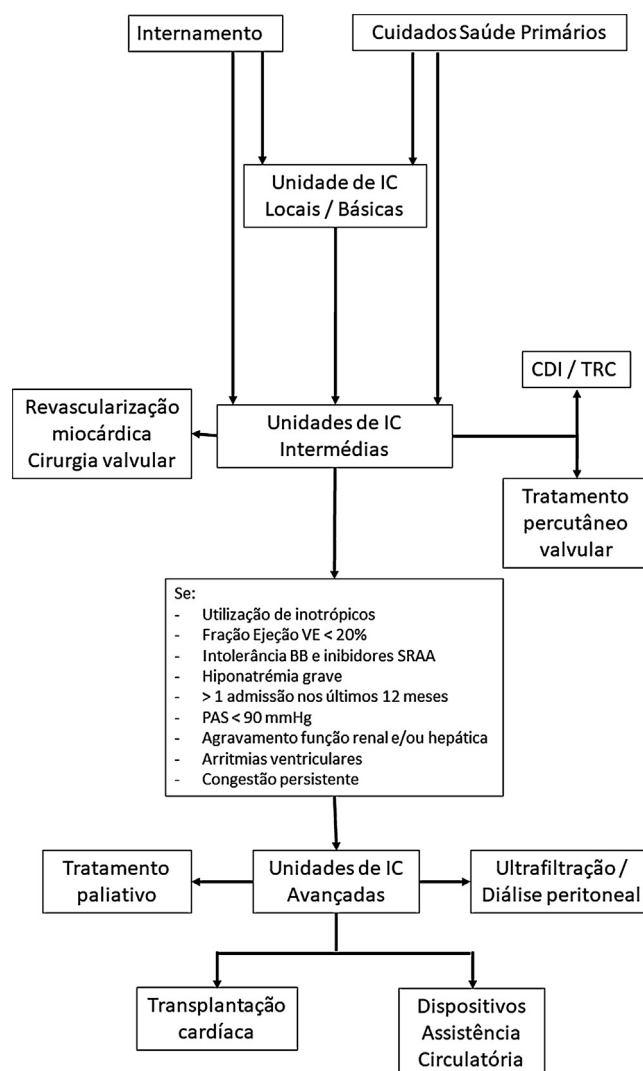 Internamento
Cuidados Saúde Primários
Unidade de IC
Locais / Básicas
CDI / TRC
Revascularização
miocárdica
Cirurgia valvular
Unidades de IC
Intermédias
Tratamento
percutâneo
valvular
Se:
- Utilização de inotrópicos
- Fração Ejeção VE < 20%
- Intolerância BB e inibidores SRAA
- Hiponatrémia grave
- > 1 admissão nos últimos 12 meses
- PAS < 90 mmHg
- Agravamento função renal e/ou hepática
- Arritmias ventriculares
- Congestão persistente
Tratamento
paliativo
Unidades de IC
Avançadas
Ultrafiltração /
Diálise peritoneal
Transplantação
cardíaca
Dispositivos
Assistência
Circulatória